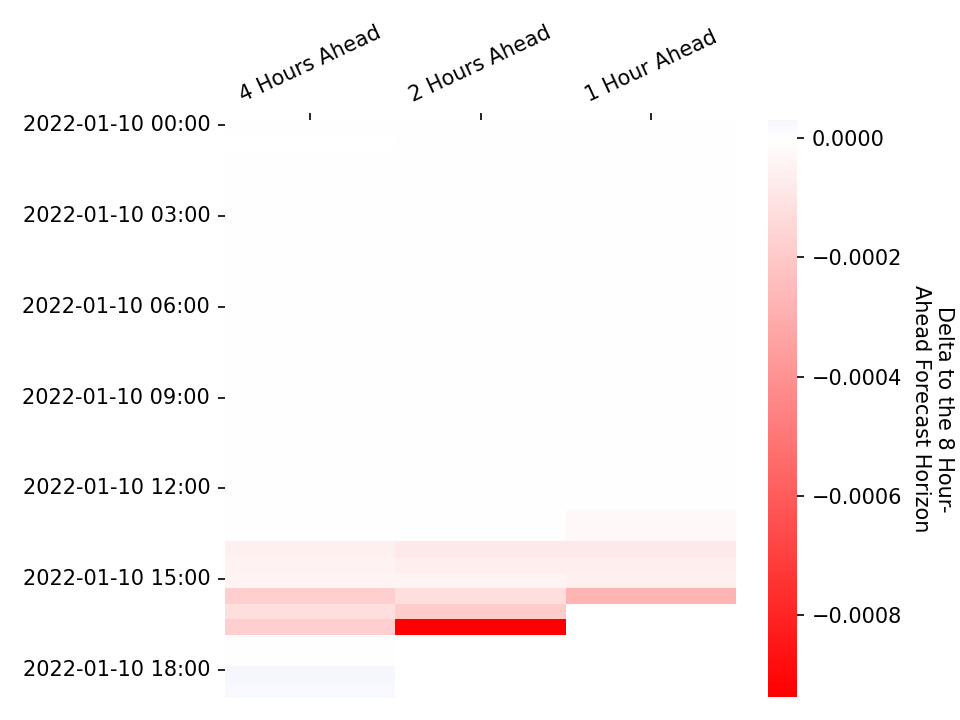 4 Hours Ahead
2 Hours Ahead
1 Hour Ahead
2022-01-10 00:00
2022-01-10 03:00
2022-01-10 06:00
2022-01-10 09:00
2022-01-10 12:00
2022-01-10 15:00
2022-01-10 18:00
0.0000
−0.0002
−0.0004
−0.0006
−0.0008
Delta to the 8 Hour-
Ahead Forecast Horizon